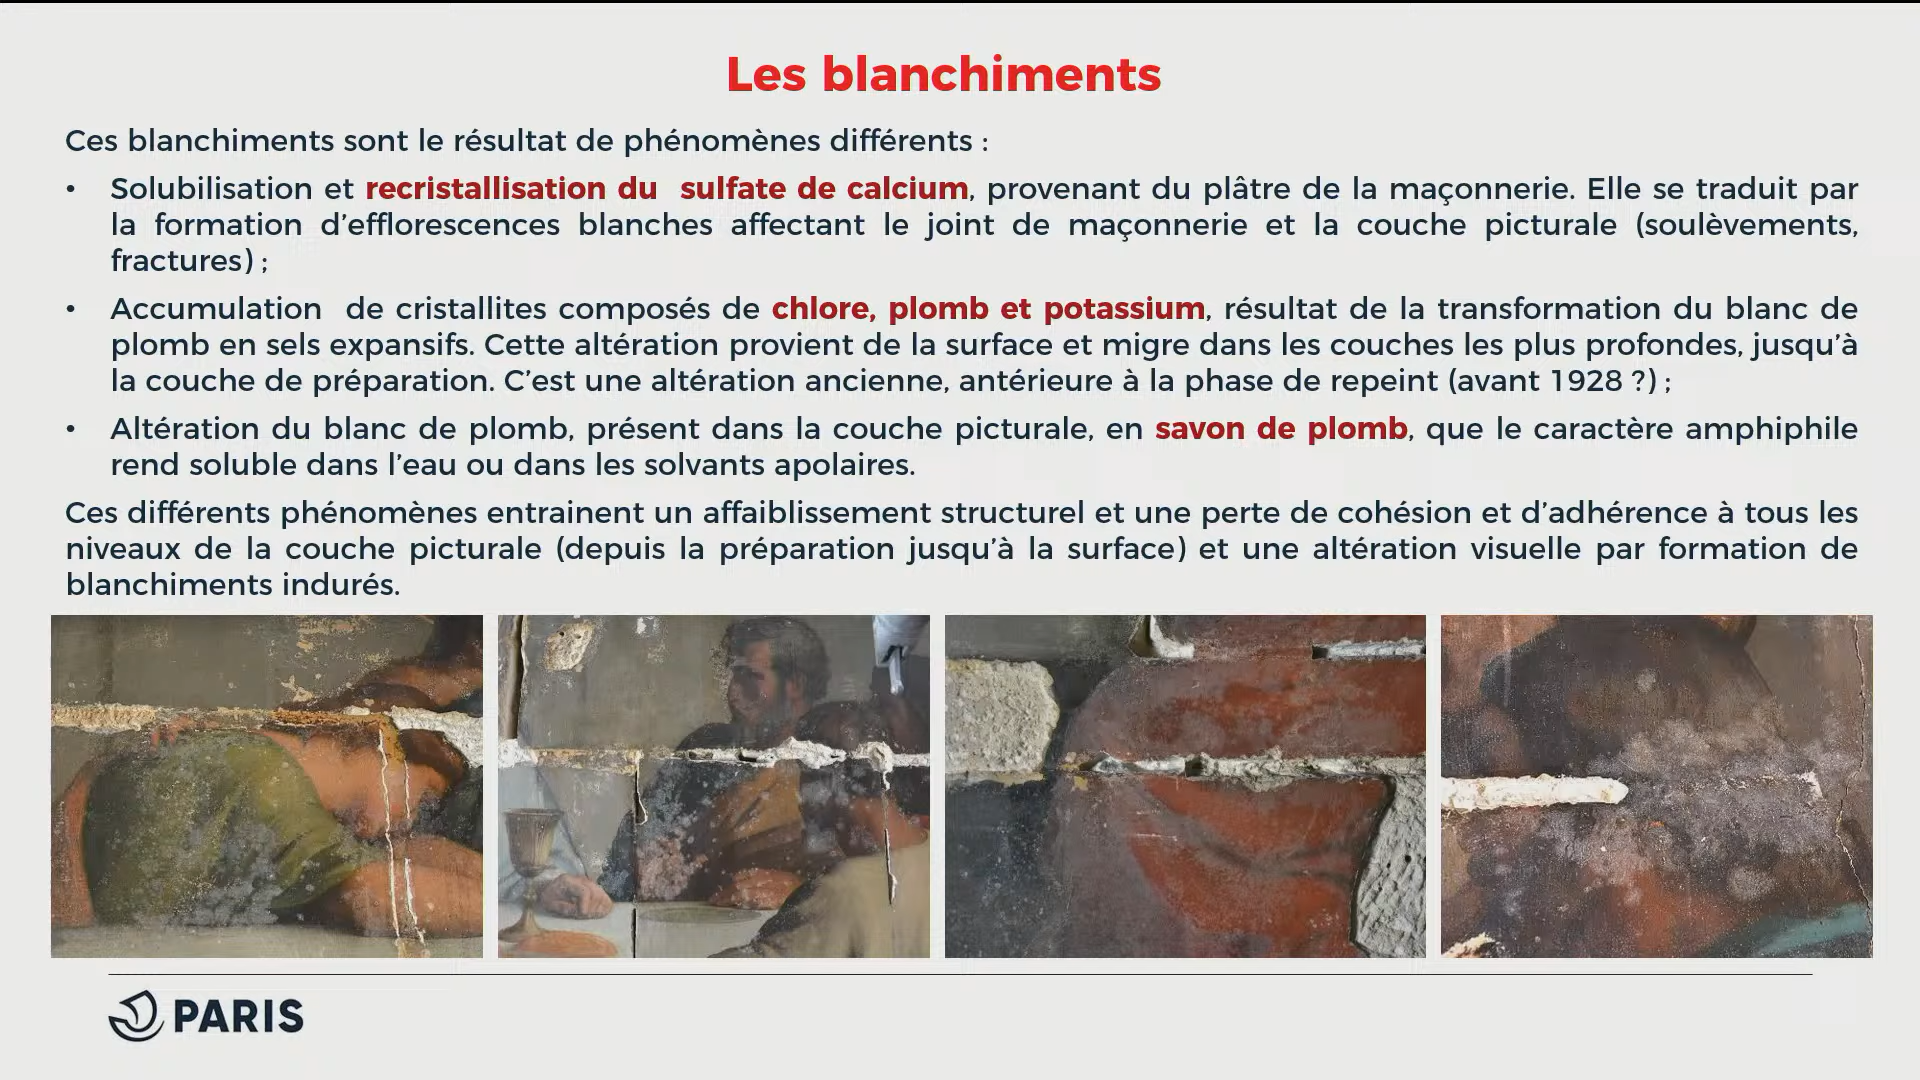 Les blanchiments
Ces blanchiments sont le résultat de phénomènes différents :
• Solubilisation et recristallisation du  sulfate de calcium, provenant du plâtre de la maçonnerie. Elle se traduit par
la formation d’efflorescences blanches affectant le joint de maçonnerie et la couche picturale (soulèvements,
fractures) ;
• Accumulation  de cristallites composés de chlore, plomb et potassium, résultat de la transformation du blanc de
plomb en sels expansifs. Cette altération provient de la surface et migre dans les couches les plus profondes, jusqu’à
la couche de préparation. C’est une altération ancienne, antérieure à la phase de repeint (avant 1928 ?) ;
• Altération du blanc de plomb, présent dans la couche picturale, en savon de plomb, que le caractère amphiphile
rend soluble dans l’eau ou dans les solvants apolaires.
Ces différents phénomènes entrainent un affaiblissement structurel et une perte de cohésion et d’adhérence à tous les
niveaux de la couche picturale (depuis la préparation jusqu’à la surface) et une altération visuelle par formation de
blanchiments indurés.
PARIS